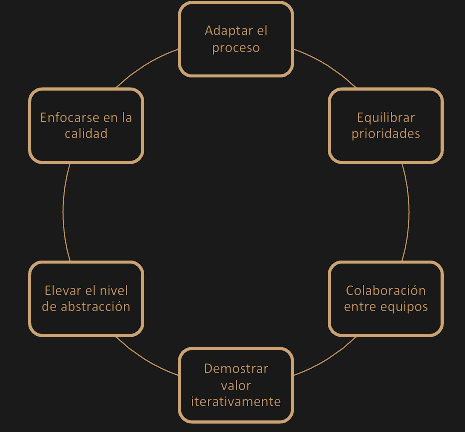 Adaptar el
proceso
Equilibrar
prioridades
Colaboración
entre equipos
Demostrar
valor
iterativamente
Elevar el nivel
de abstracción
Enfocarse en la
calidad